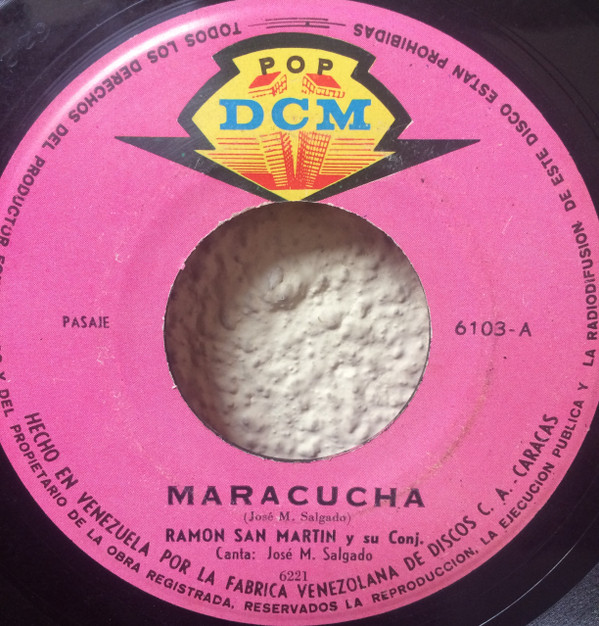 POP
DCM
PASAJE
6103-A
MARACUCHA
(José M. Salgado)
RAMON SAN MARTIN y su Conj.
Canta: José M. Salgado
6221
HECHO EN VENEZUELA POR LA FABRICA VENEZOLANA DE DISCOS C. A. - CARACAS
TODOS LOS DERECHOS DEL PRODUCTOR
Y DEL PROPIETARIO DE LA OBRA REGISTRADA, RESERVADOS LA REPRODUCCION, LA EJECUCION PUBLICA Y LA RADIODIFUSION DE ESTE DISCO ESTAN PROHIBIDAS